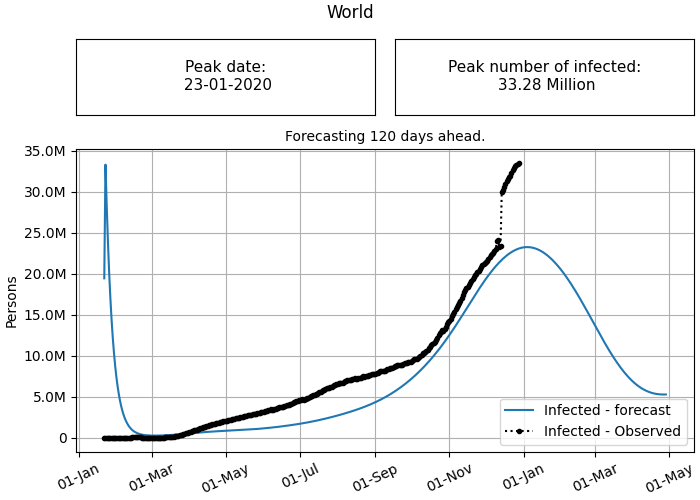 World
Peak date:
23-01-2020
Peak number of infected:
33.28 Million
Forecasting 120 days ahead.
35.0M
30.0M
25.0M
20.0M
15.0M
10.0M
5.0M
0
Persons
Infected - forecast
Infected - Observed
01-Jan
01-Mar
01-May
01-Jul
01-Sep
01-Nov
01-Jan
01-Mar
01-May